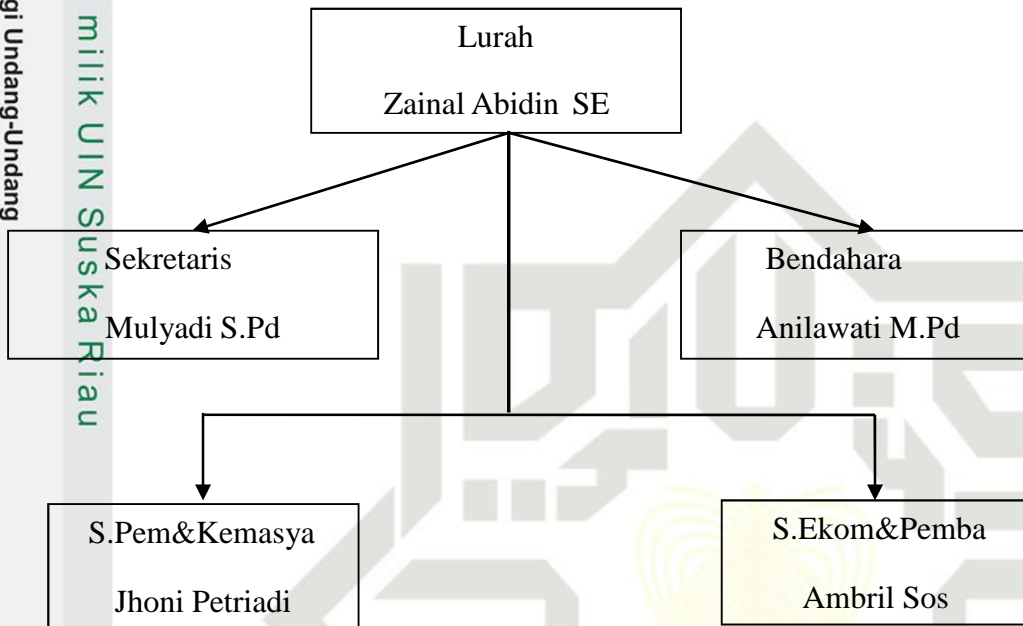 Lurah
Zainal Abidin SE
Sekretaris
Mulyadi S.Pd
Bendahara
Anilawati M.Pd
S.Pem&Kemasya
Jhoni Petriadi
S.Ekom&Pemba
Ambril Sos
milik UIN Suska Riau
gi Undang-Undang